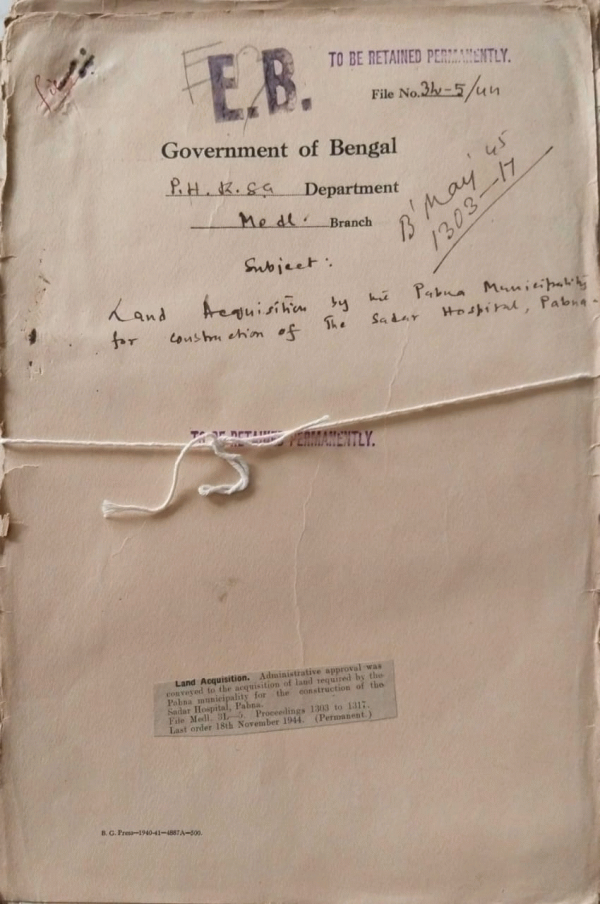 E.B.
TO BE RETAINED PERMANENTLY.
File No. 3L-5/44
Government of Bengal
P.H. & S.G Department
Medl. Branch
B' May '45
1303-17
Subject:
Land Acquisition by the Pabna Municipality
for construction of the Sadar Hospital, Pabna.
TO BE RETAINED PERMANENTLY.
Land Acquisition. Administrative approval was
conveyed to the acquisition of land required by the
Pabna municipality for the construction of the
Sadar Hospital, Pabna.
File Medl. 3L—5. Proceedings 1303 to 1317.
Last order 18th November 1944. (Permanent.)
B. G. Press—1940-41—4887A—200.